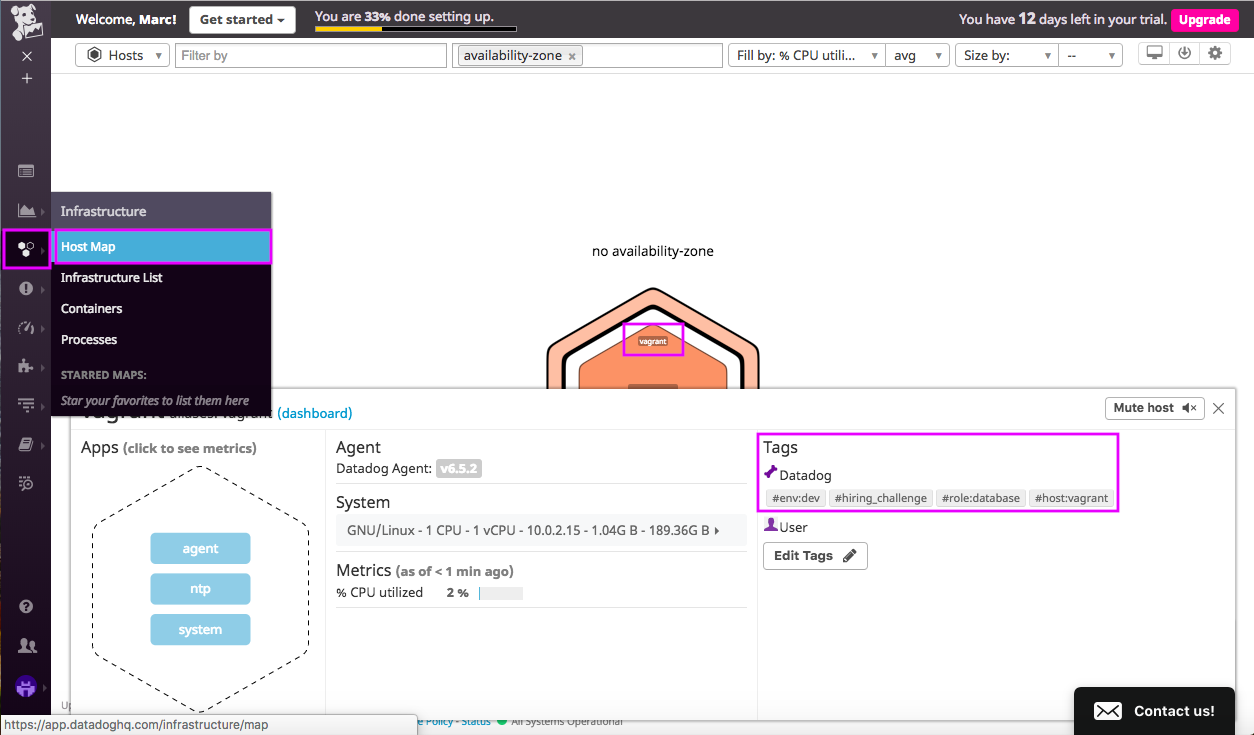 Welcome, Marc!
Get started
You are 33% done setting up.
You have 12 days left in your trial.
Upgrade
Hosts
Filter by
availability-zone ×
Fill by: % CPU utili...
avg
Size by:
--
Infrastructure
Host Map
Infrastructure List
Containers
Processes
STARRED MAPS:
Star your favorites to list them here
no availability-zone
vagrant
(dashboard)
Mute host
Apps (click to see metrics)
agent
ntp
system
Agent
Datadog Agent: v6.5.2
System
GNU/Linux - 1 CPU - 1 vCPU - 10.0.2.15 - 1.04G B - 189.36G B
Metrics (as of < 1 min ago)
% CPU utilized 2 %
Tags
Datadog
#env:dev #hiring_challenge #role:database #host:vagrant
User
Edit Tags
Policy - Status All Systems Operational
https://app.datadoghq.com/infrastructure/map
Contact us!